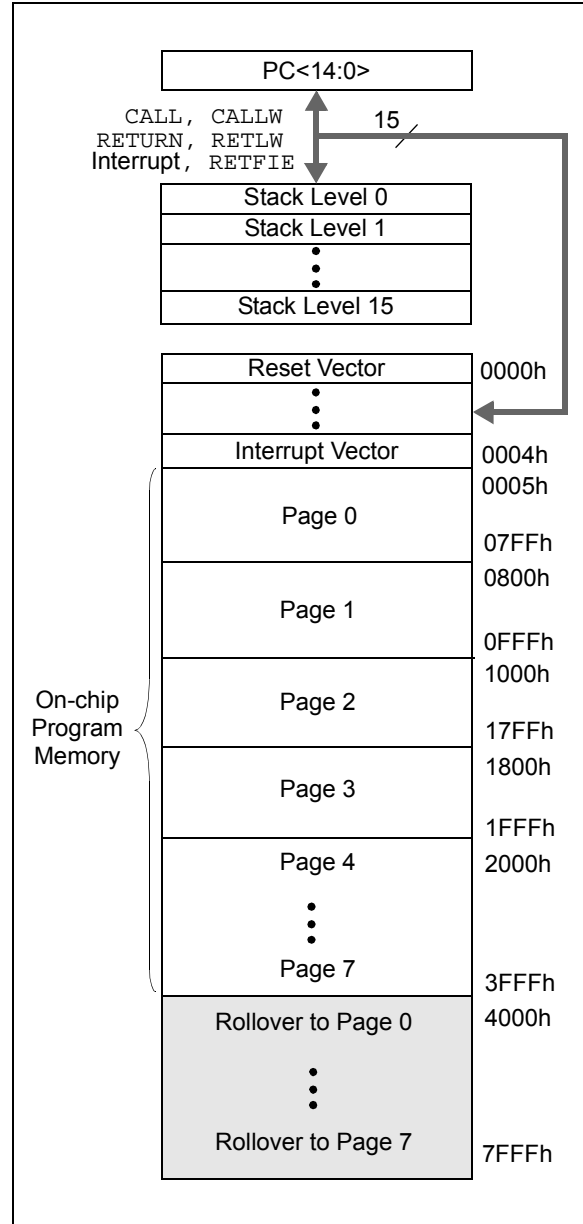 PC<14:0>
CALL, CALLW
15
RETURN, RETLW
Interrupt, RETFIE
Stack Level 0
Stack Level 1
Stack Level 15
Reset Vector
0000h
Interrupt Vector
0004h
0005h
Page 0
07FFh
0800h
Page 1
0FFFh
1000h
On-chip
Program
Memory
Page 2
17FFh
1800h
Page 3
1FFFh
Page 4
2000h
Page 7
3FFFh
Rollover to Page 0
4000h
Rollover to Page 7
7FFFh